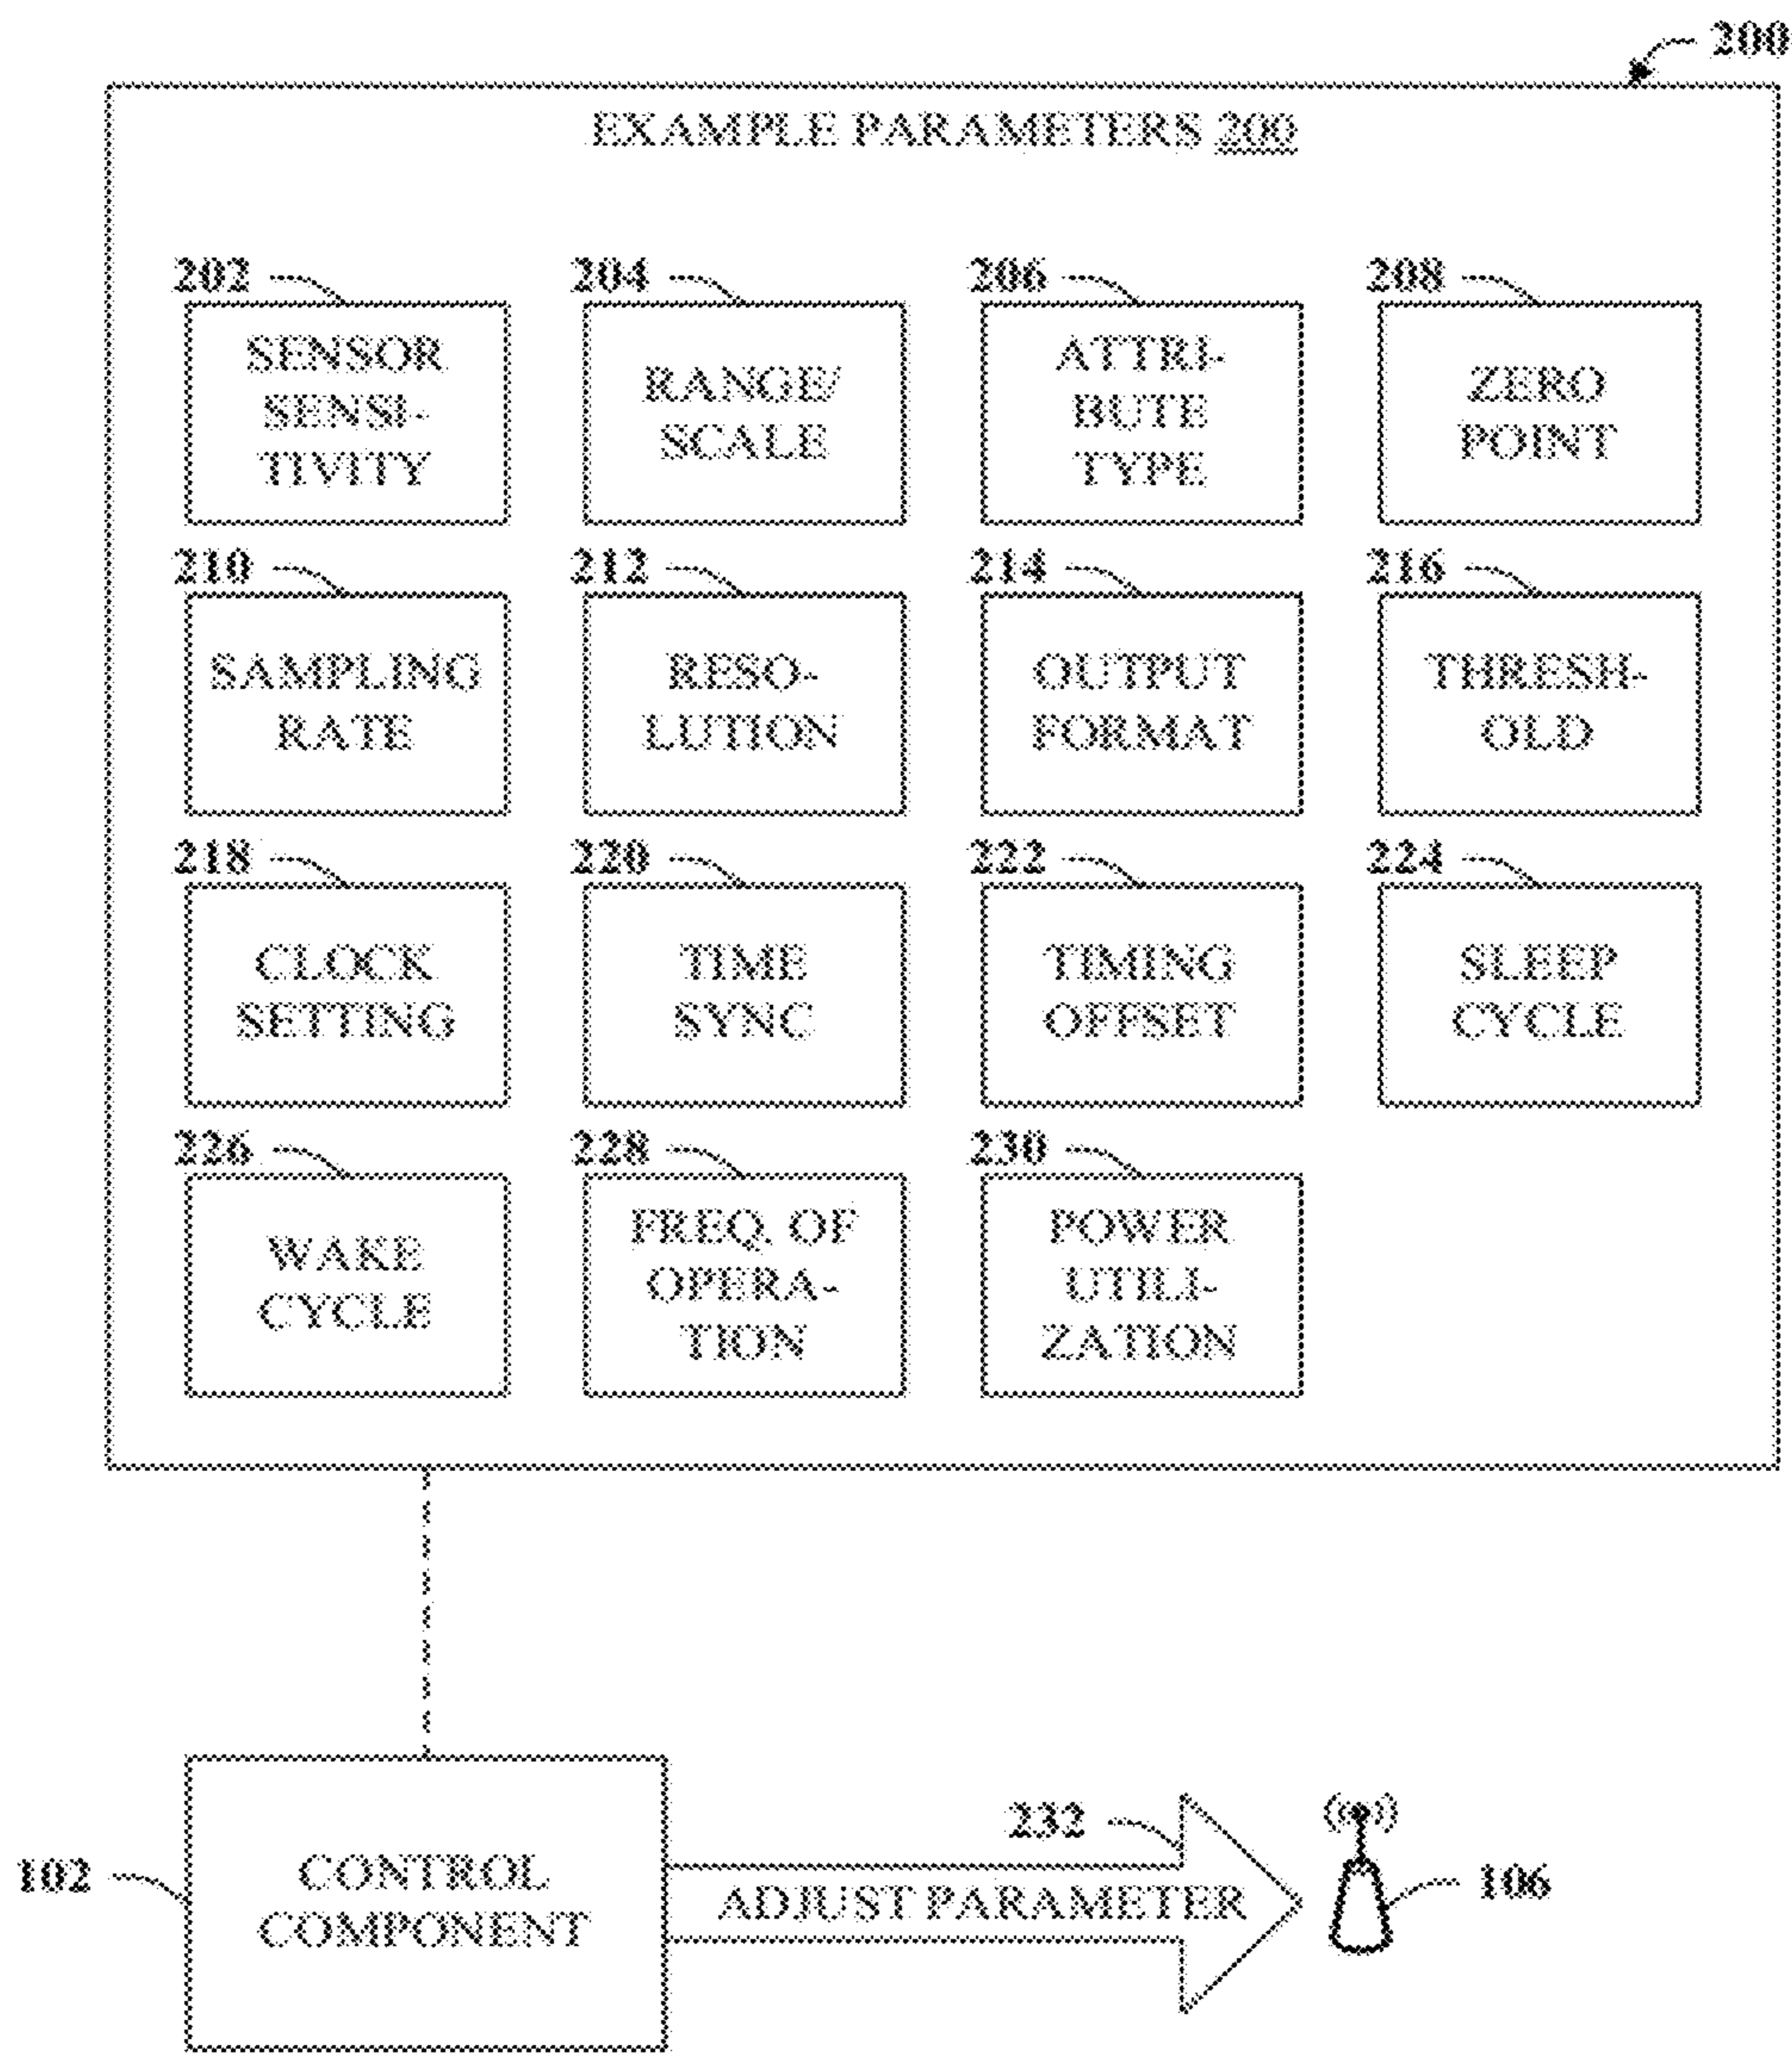 200
EXAMPLE PARAMETERS 200
202
SENSOR
SENSI-
TIVITY
204
RANGE/
SCALE
206
ATTRI-
BUTE
TYPE
208
ZERO
POINT
210
SAMPLING
RATE
212
RESO-
LUTION
214
OUTPUT
FORMAT
216
THRESH-
OLD
218
CLOCK
SETTING
220
TIME
SYNC
222
TIMING
OFFSET
224
SLEEP
CYCLE
226
WAKE
CYCLE
228
FREQ. OF
OPERA-
TION
230
POWER
UTILI-
ZATION
102
CONTROL
COMPONENT
232
ADJUST PARAMETER
106